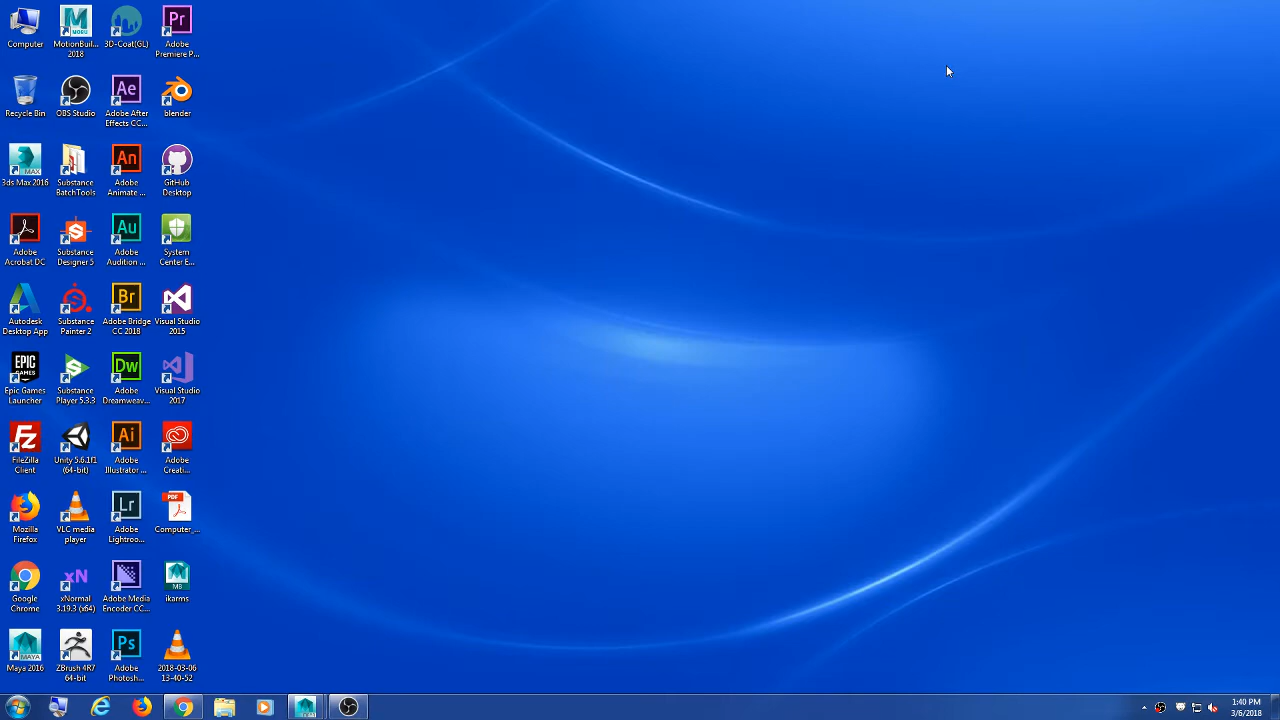 Computer
MotionBuil...
2018
3D-Coat(GL)
Adobe
Premiere P...
Recycle Bin
OBS Studio
Adobe After
Effects CC...
blender
3ds Max 2016
Substance
BatchTools
Adobe
Animate ...
GitHub
Desktop
Adobe
Acrobat DC
Substance
Designer 5
Adobe
Audition ...
System
Center E...
Autodesk
Desktop App
Substance
Painter 2
Adobe Bridge
CC 2018
Visual Studio
2015
Epic Games
Launcher
Substance
Player 5.3.3
Adobe
Dreamweav...
Visual Studio
2017
FileZilla
Client
Unity 5.6.1f1
(64-bit)
Adobe
Illustrator ...
Adobe
Creati...
Mozilla
Firefox
VLC media
player
Adobe
Lightroo...
Computer_...
Google
Chrome
xNormal
3.19.3 (x64)
Adobe Media
Encoder CC...
ikarms
Maya 2016
ZBrush 4R7
64-bit
Adobe
Photosh...
2018-03-06
13-40-52
1:40 PM
3/6/2018